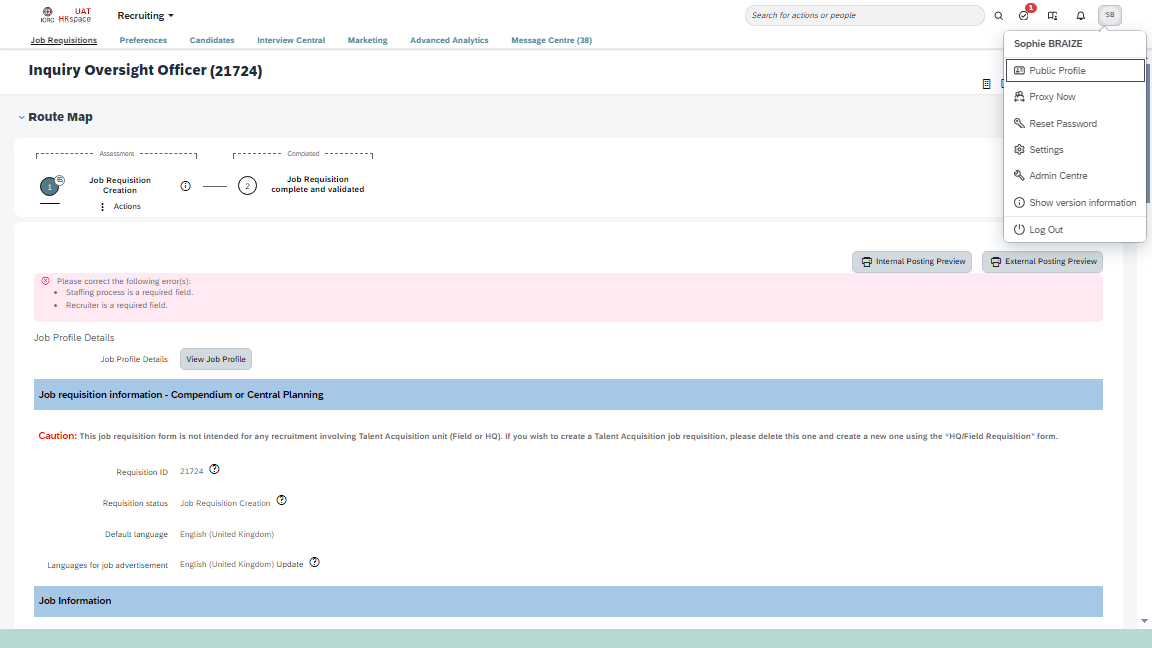 ICRC
UAT
HRspace
Recruiting
Search for actions or people
1
SB
Job Requisitions
Preferences
Candidates
Interview Central
Marketing
Advanced Analytics
Message Centre (38)
Sophie BRAIZE
Public Profile
Proxy Now
Reset Password
Settings
Admin Centre
Show version information
Log Out
Inquiry Oversight Officer (21724)
Route Map
Assessment
Completed
1
Job Requisition
Creation
2
Job Requisition
complete and validated
Actions
Internal Posting Preview
External Posting Preview
Please correct the following error(s):
• Staffing process is a required field.
• Recruiter is a required field.
Job Profile Details
Job Profile Details
View Job Profile
Job requisition information - Compendium or Central Planning
Caution: This job requisition form is not intended for any recruitment involving Talent Acquisition unit (Field or HQ). If you wish to create a Talent Acquisition job requisition, please delete this one and create a new one using the “HQ/Field Requisition” form.
Requisition ID 21724
Requisition status Job Requisition Creation
Default language English (United Kingdom)
Languages for job advertisement English (United Kingdom) Update
Job Information